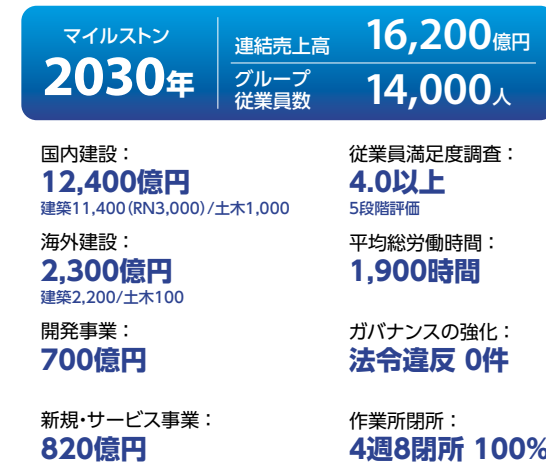 マイルストン
2030年
連結売上高 16,200億円
グループ
従業員数 14,000人
国内建設：
12,400億円
建築11,400（RN3,000）/土木1,000
海外建設：
2,300億円
建築2,200/土木100
開発事業：
700億円
新規・サービス事業：
820億円
従業員満足度調査：
4.0以上
5段階評価
平均総労働時間：
1,900時間
ガバナンスの強化：
法令違反 0件
作業所閉所：
4週8閉所 100%